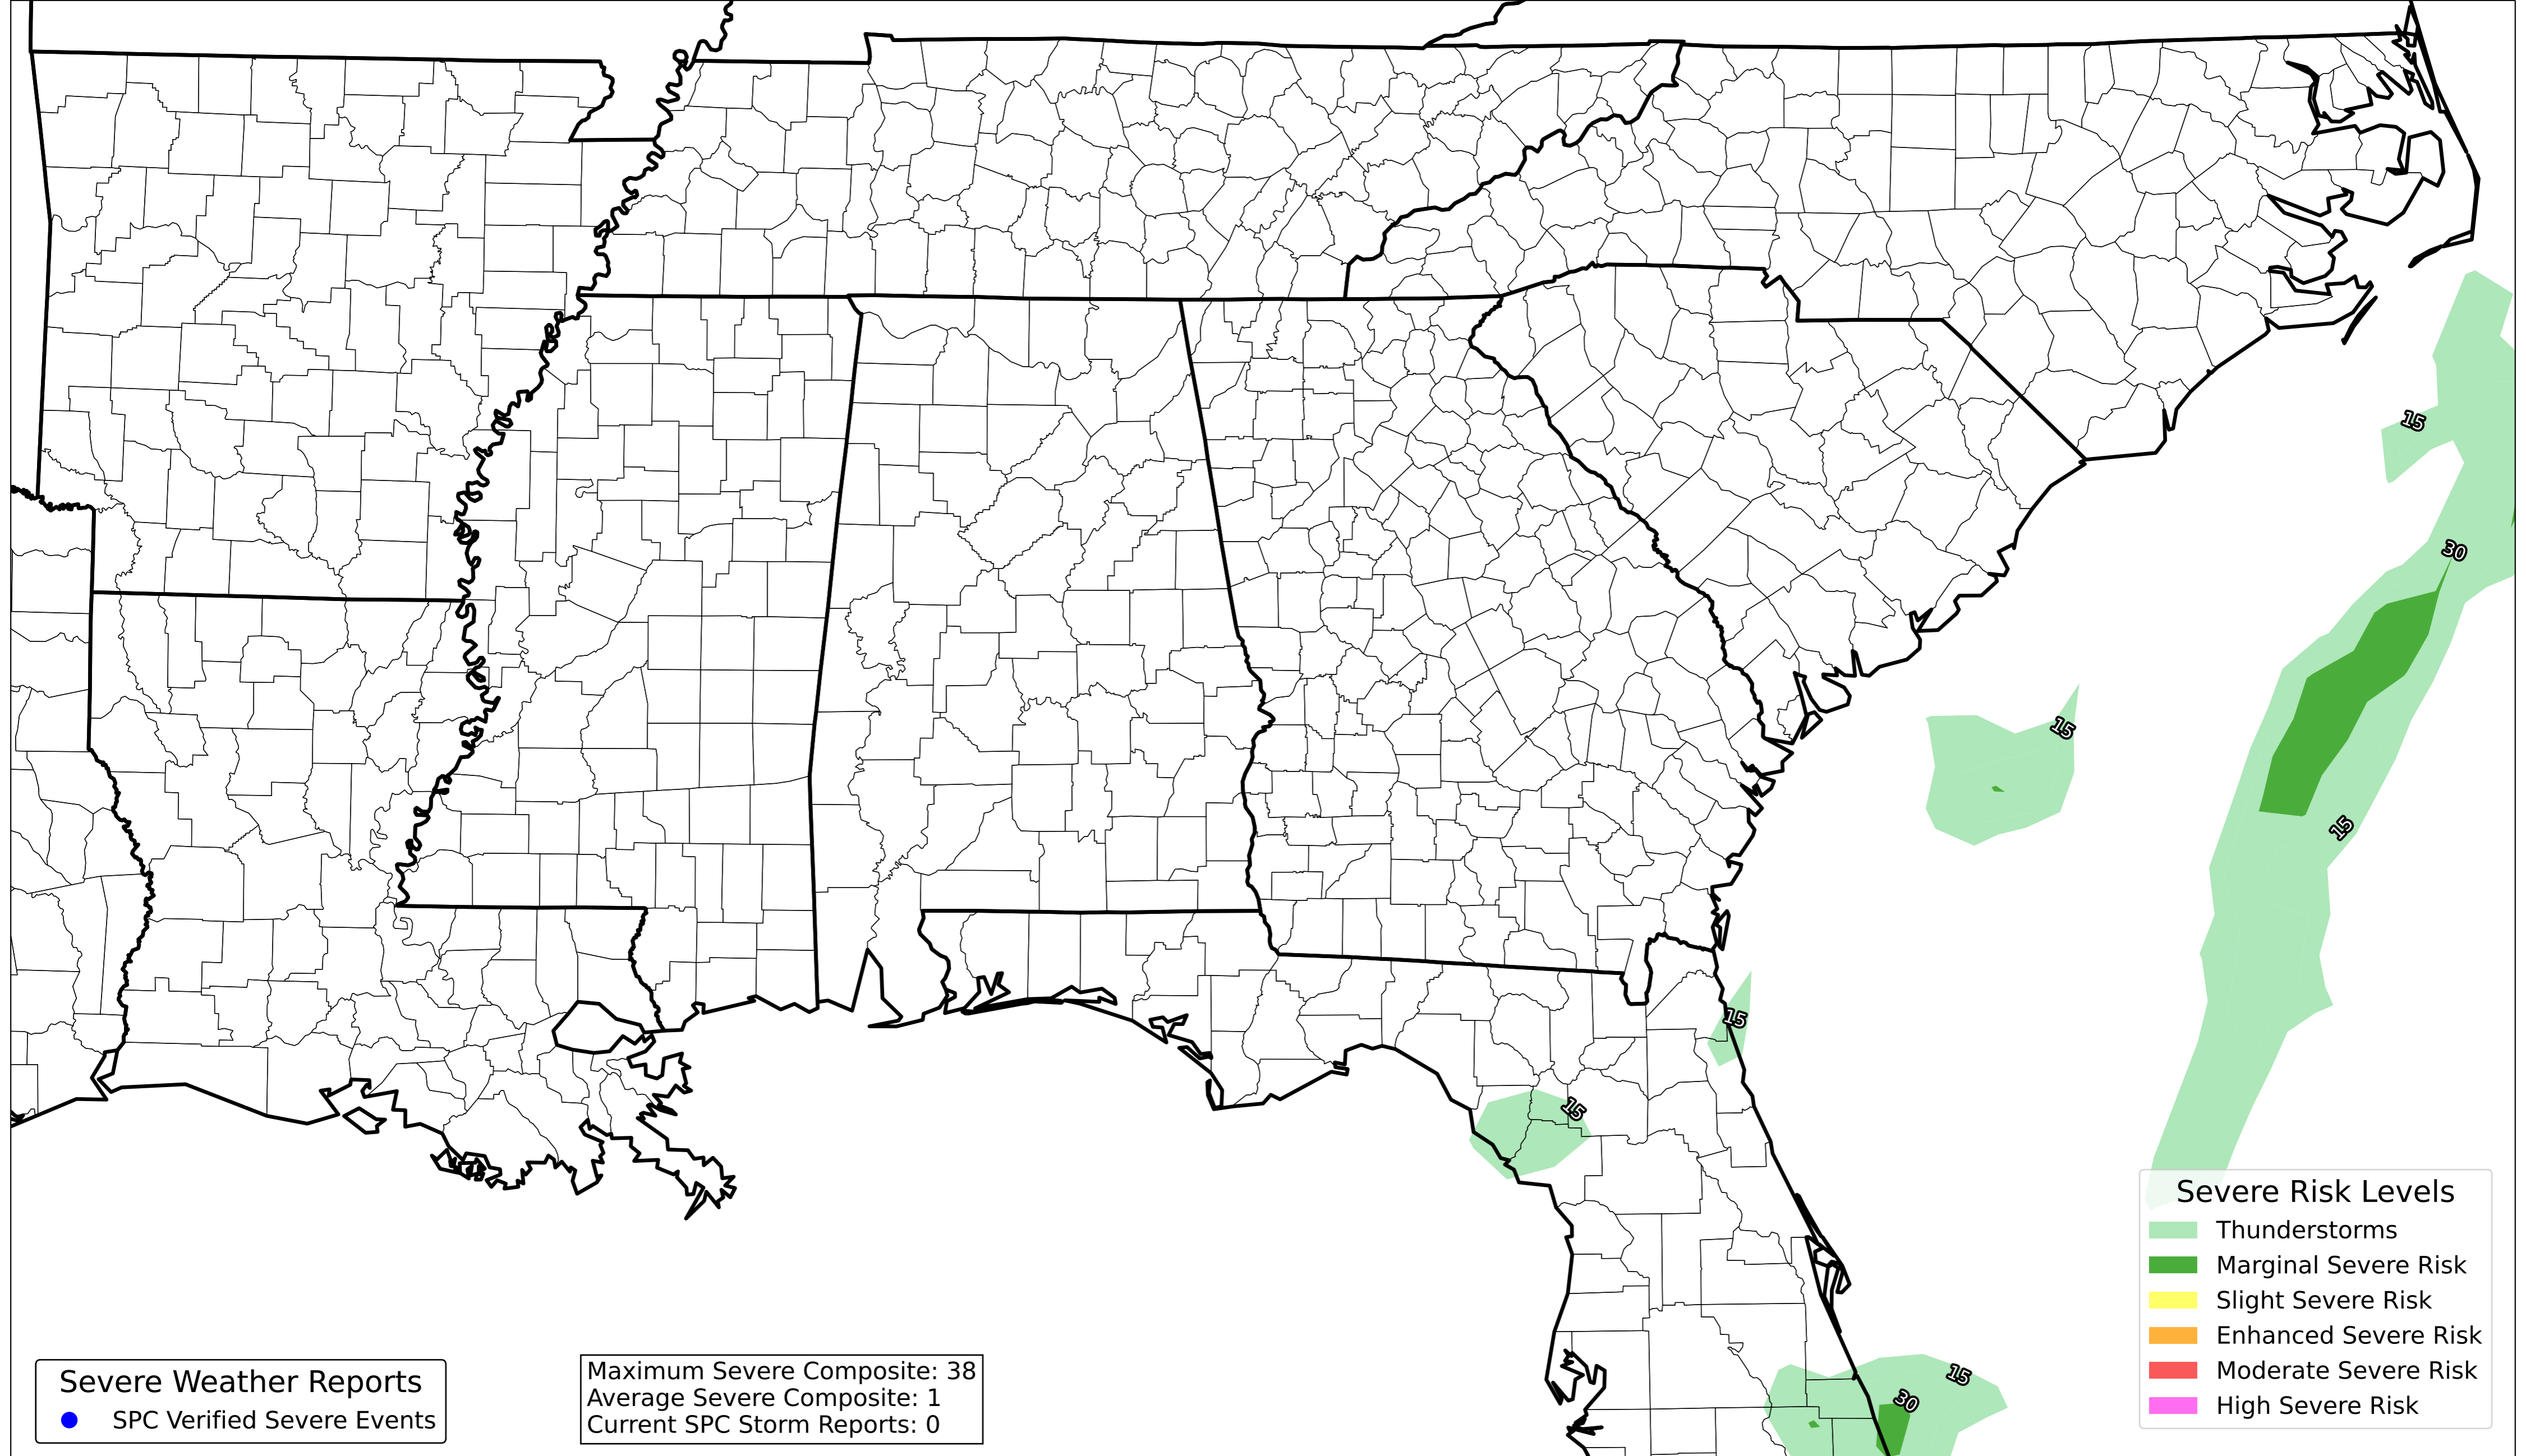 15
30
15
15
15
15
15
30
Severe Risk Levels
Thunderstorms
Marginal Severe Risk
Slight Severe Risk
Enhanced Severe Risk
Moderate Severe Risk
High Severe Risk
Severe Weather Reports
SPC Verified Severe Events
Maximum Severe Composite: 38
Average Severe Composite: 1
Current SPC Storm Reports: 0